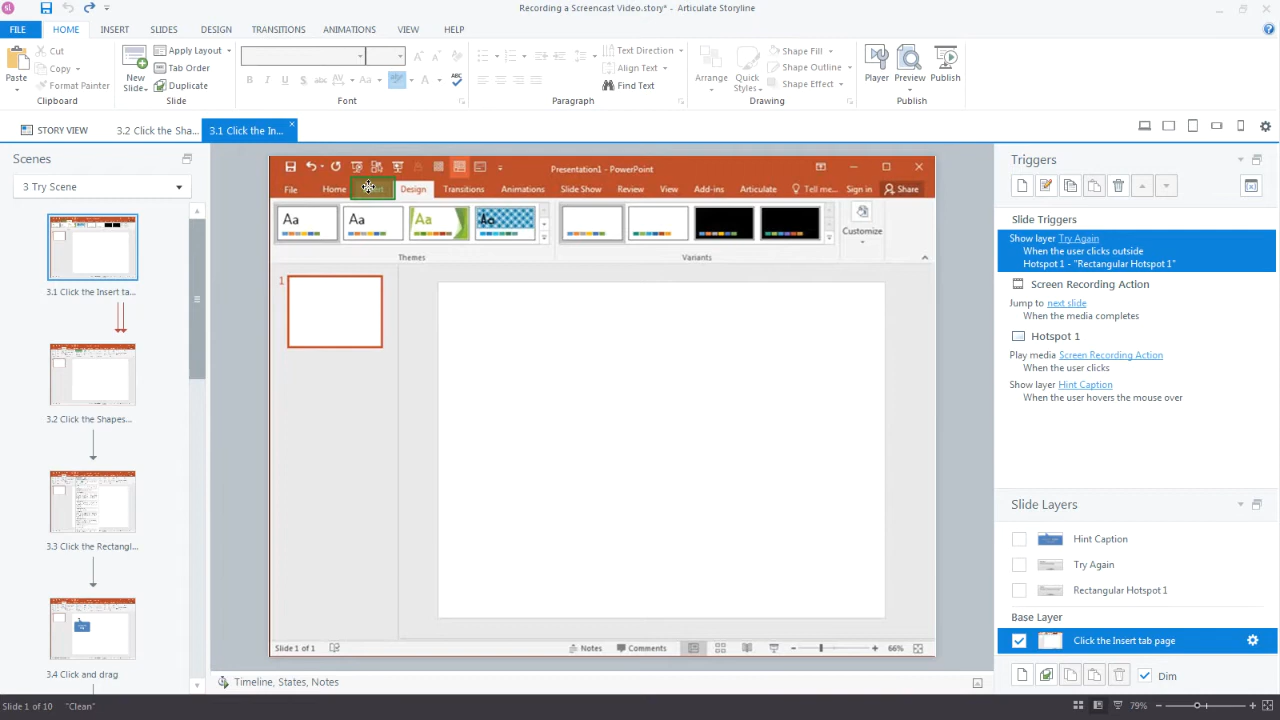 Recording a Screencast Video.story* - Articulate Storyline
FILE HOME INSERT SLIDES DESIGN TRANSITIONS ANIMATIONS VIEW HELP
Paste
Cut
Copy
Format Painter
Clipboard
New Slide
Apply Layout
Tab Order
Duplicate
Slide
Font
Text Direction
Align Text
Find Text
Paragraph
Arrange
Quick Styles
Shape Fill
Shape Outline
Shape Effect
Drawing
Player
Preview
Publish
Publish
STORY VIEW
3.2 Click the Sha...
3.1 Click the In...
Scenes
3 Try Scene
3.1 Click the Insert ta...
3.2 Click the Shapes...
3.3 Click the Rectangl...
3.4 Click and drag
Presentation1 - PowerPoint
File Home Design Transitions Animations Slide Show Review View Add-ins Articulate Tell me... Sign in Share
Aa Aa Aa Aa
Customize
Themes
Variants
1
Slide 1 of 1
Notes
Comments
66%
Timeline, States, Notes
Triggers
Slide Triggers
Show layer Try Again
When the user clicks outside
Hotspot 1 - "Rectangular Hotspot 1"
Screen Recording Action
Jump to next slide
When the media completes
Hotspot 1
Play media Screen Recording Action
When the user clicks
Show layer Hint Caption
When the user hovers the mouse over
Slide Layers
Hint Caption
Try Again
Rectangular Hotspot 1
Base Layer
Click the Insert tab page
Dim
Slide 1 of 10
"Clean"
79%